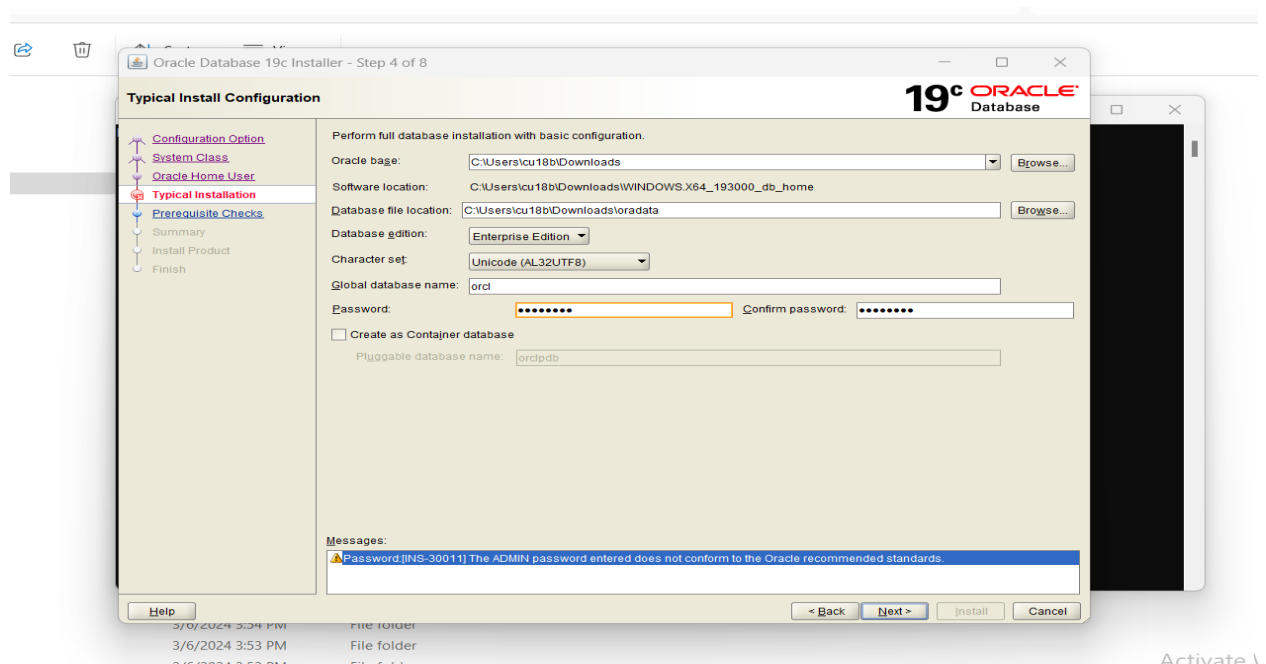 Oracle Database 19c Installer - Step 4 of 8
Typical Install Configuration
19c ORACLE
Database
Configuration Option
System Class
Oracle Home User
Typical Installation
Prerequisite Checks
Summary
Install Product
Finish
Perform full database installation with basic configuration.
Oracle base: C:\Users\cu18b\Downloads Browse...
Software location: C:\Users\cu18b\Downloads\WINDOWS.X64_193000_db_home
Database file location: C:\Users\cu18b\Downloads\oradata Browse...
Database edition: Enterprise Edition
Character set: Unicode (AL32UTF8)
Global database name: orcl
Password: •••••••• Confirm password: ••••••••
Create as Container database
Pluggable database name: orclpdb
Messages:
Password:[INS-30011] The ADMIN password entered does not conform to the Oracle recommended standards.
Help < Back Next > Install Cancel
3/6/2024 3:54 PM File folder
3/6/2024 3:53 PM File folder
Activate